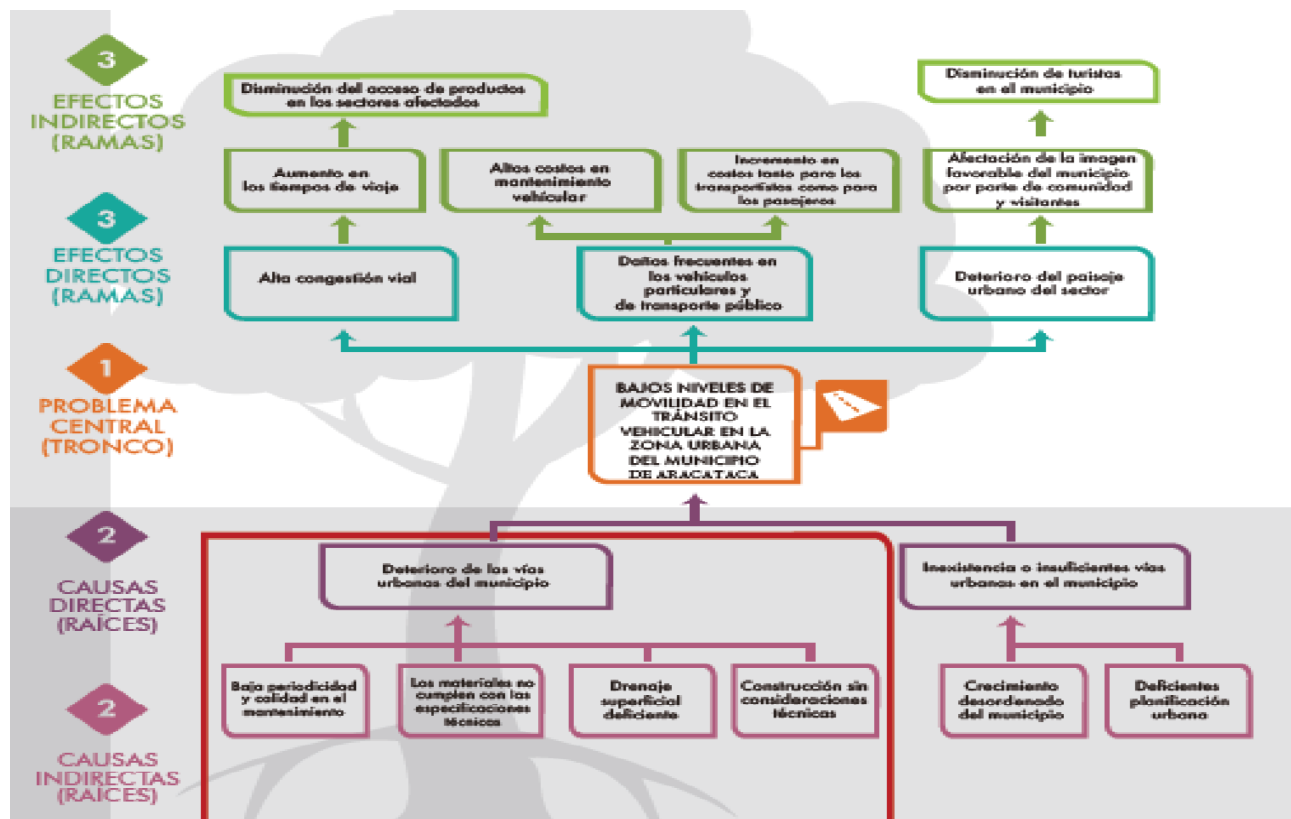 3
EFECTOS
INDIRECTOS
(RAMAS)
Disminución del acceso de productos
en los sectores afectados
Disminución de turistas
en el municipio
Aumento en
los tiempos de viaje
Altos costos en
mantenimiento
vehicular
Incremento en
costos tanto para los
transportistas como para
los pasajeros
Afectación de la imagen
favorable del municipio
por parte de comunidad
y visitantes
3
EFECTOS
DIRECTOS
(RAMAS)
Alta congestión vial
Daños frecuentes en
los vehículos
particulares y
de transporte público
Deterioro del paisaje
urbano del sector
1
PROBLEMA
CENTRAL
(TRONCO)
BAJOS NIVELES DE
MOVILIDAD EN EL
TRÁNSITO
VEHICULAR EN LA
ZONA URBANA
DEL MUNICIPIO
DE ARACATACA
2
CAUSAS
DIRECTAS
(RAÍCES)
Deterioro de las vías
urbanas del municipio
Inexistencia o insuficientes vías
urbanas en el municipio
2
CAUSAS
INDIRECTAS
(RAÍCES)
Baja periodicidad
y calidad en el
mantenimiento
Los materiales no
cumplen con las
especificaciones
técnicas
Drenaje
superficial
deficiente
Construcción sin
consideraciones
técnicas
Crecimiento
desordenado
del municipio
Deficientes
planificación
urbana